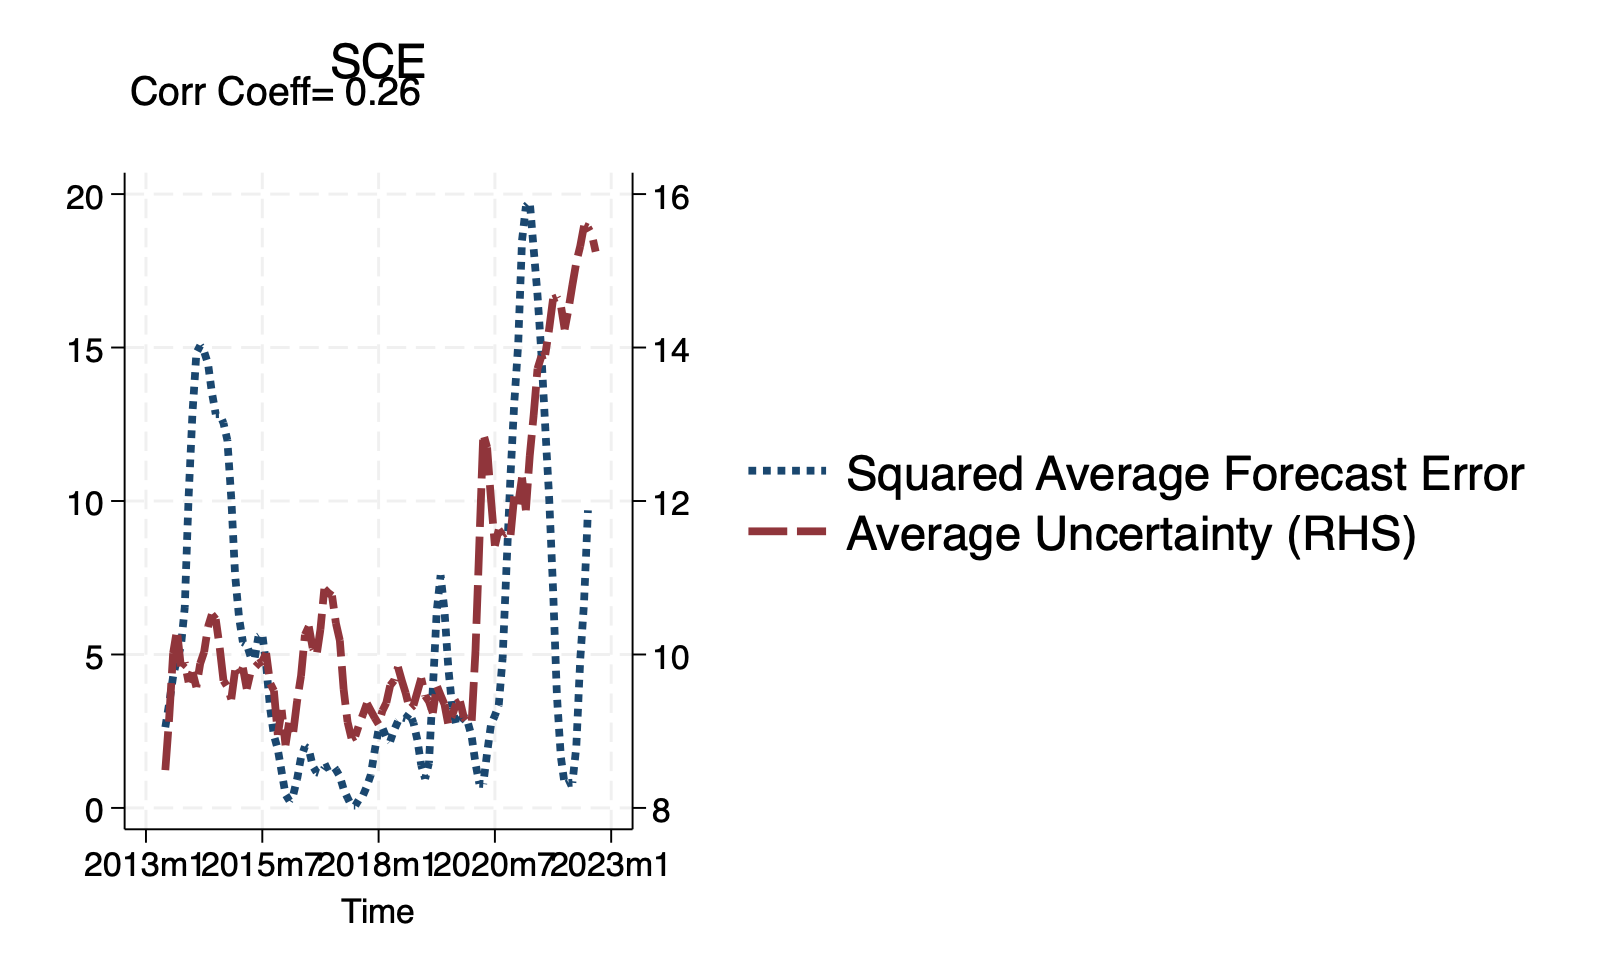 SCE
Corr Coeff= 0.26
20
15
10
5
0
16
14
12
10
8
2013m1 2015m7 2018m1 2020m7 2023m1
Time
Squared Average Forecast Error
Average Uncertainty (RHS)